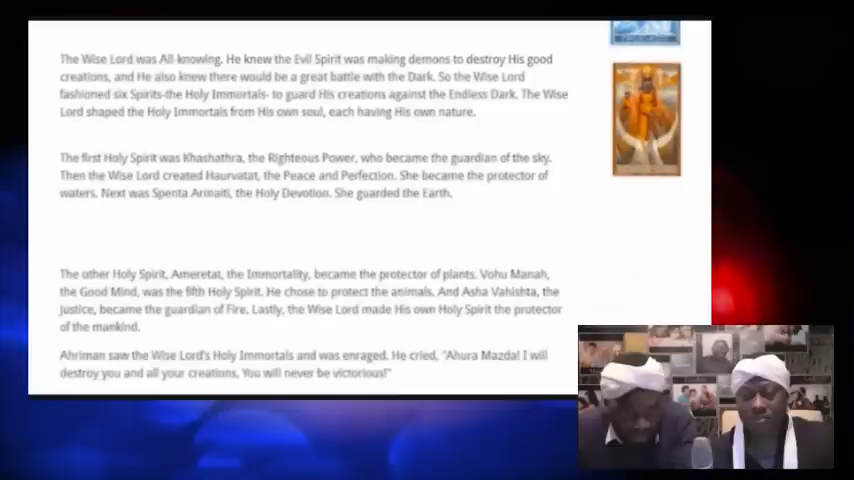 The Wise Lord was All-knowing. He knew the Evil Spirit was making demons to destroy His good
creations, and He also knew there would be a great battle with the Dark. So the Wise Lord
fashioned six Spirits-the Holy Immortals- to guard His creations against the Endless Dark. The Wise
Lord shaped the Holy Immortals from His own soul, each having His own nature.
The first Holy Spirit was Khashathra, the Righteous Power, who became the guardian of the sky.
Then the Wise Lord created Haurvatat, the Peace and Perfection. She became the protector of
waters. Next was Spenta Armaiti, the Holy Devotion. She guarded the Earth.
The other Holy Spirit, Ameretat, the Immortality, became the protector of plants. Vohu Manah,
the Good Mind, was the fifth Holy Spirit. He chose to protect the animals. And Asha Vahishta, the
Justice, became the guardian of Fire. Lastly, the Wise Lord made His own Holy Spirit the protector
of the mankind.
Ahriman saw the Wise Lord's Holy Immortals and was enraged. He cried, "Ahura Mazda! I will
destroy you and all your creations. You will never be victorious!"